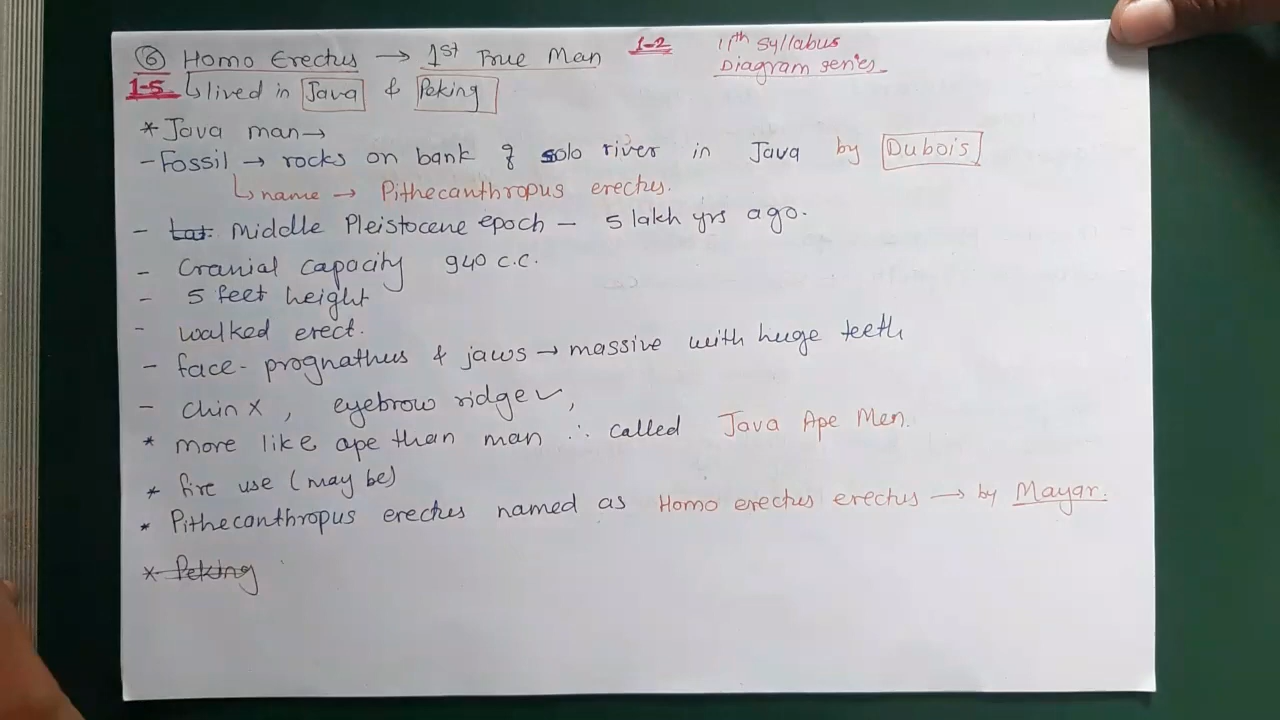 ⑥ Homo Erectus → 1st True Man 1-2 11th Syllabus
Diagram series
1-5 ↳ lived in Java & Peking
* Java man →
- Fossil → rocks on bank of solo river in Java by Dubois
↳ name → Pithecanthropus erectus.
- Lat. Middle Pleistocene epoch - 5 lakh yrs ago.
- Cranial capacity 940 c.c.
- 5 feet height
- walked erect.
- face - prognathus & jaws → massive with huge teeth
- chin x, eyebrow ridge ✓,
* more like ape than man ∴ called Java Ape Men.
* fire use (may be)
* Pithecanthropus erectus named as Homo erectus erectus → by Mayar.
* Peking